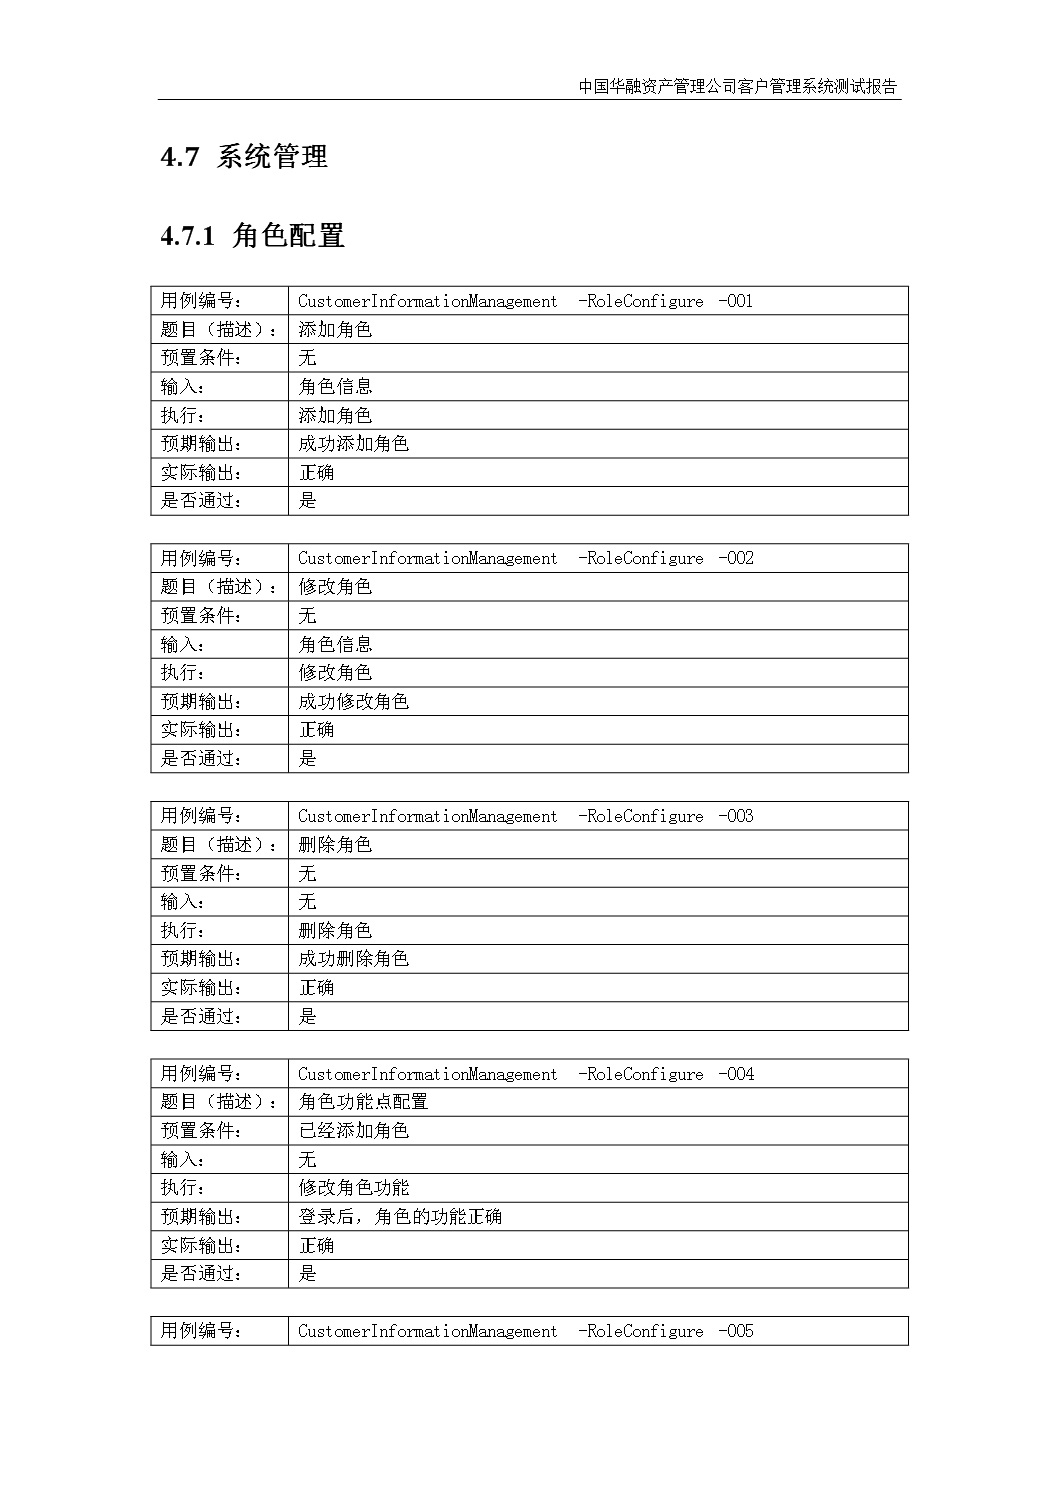 中国华融资产管理公司客户管理系统测试报告
4.7 系统管理
4.7.1 角色配置
用例编号： CustomerInformationManagement -RoleConfigure -001
题目（描述）： 添加角色
预置条件： 无
输入： 角色信息
执行： 添加角色
预期输出： 成功添加角色
实际输出： 正确
是否通过： 是
用例编号： CustomerInformationManagement -RoleConfigure -002
题目（描述）： 修改角色
预置条件： 无
输入： 角色信息
执行： 修改角色
预期输出： 成功修改角色
实际输出： 正确
是否通过： 是
用例编号： CustomerInformationManagement -RoleConfigure -003
题目（描述）： 删除角色
预置条件： 无
输入： 无
执行： 删除角色
预期输出： 成功删除角色
实际输出： 正确
是否通过： 是
用例编号： CustomerInformationManagement -RoleConfigure -004
题目（描述）： 角色功能点配置
预置条件： 已经添加角色
输入： 无
执行： 修改角色功能
预期输出： 登录后，角色的功能正确
实际输出： 正确
是否通过： 是
用例编号： CustomerInformationManagement -RoleConfigure -005